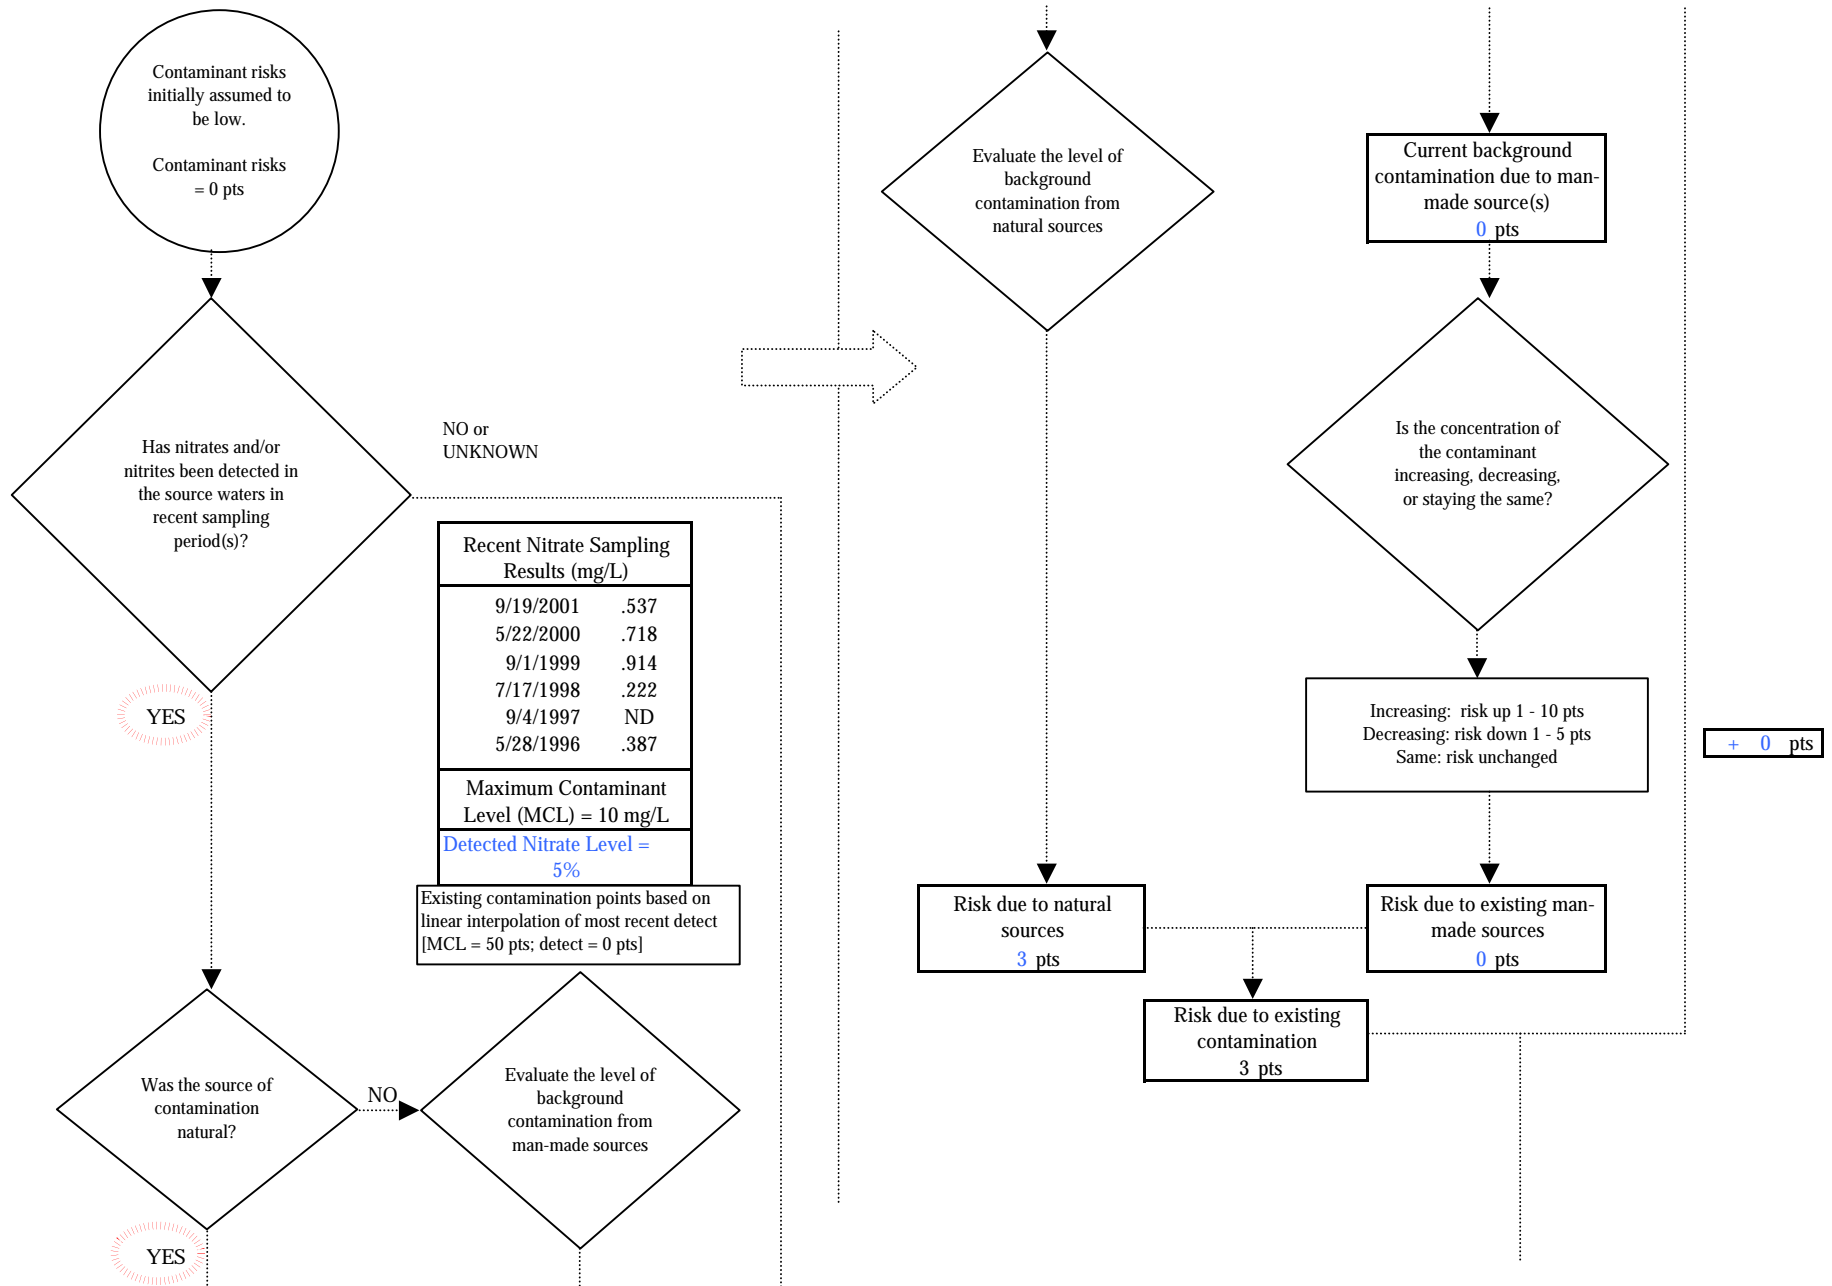 Contaminant risks
initially assumed to
be low.
Contaminant risks
= 0 pts
Has nitrates and/or
nitrites been detected in
the source waters in
recent sampling
period(s)?
NO or
UNKNOWN
YES
Recent Nitrate Sampling
Results (mg/L)
9/19/2001 .537
5/22/2000 .718
9/1/1999 .914
7/17/1998 .222
9/4/1997 ND
5/28/1996 .387
Maximum Contaminant
Level (MCL) = 10 mg/L
Detected Nitrate Level =
5%
Existing contamination points based on
linear interpolation of most recent detect
[MCL = 50 pts; detect = 0 pts]
Was the source of
contamination
natural?
NO
YES
Evaluate the level of
background
contamination from
man-made sources
Evaluate the level of
background
contamination from
natural sources
Current background
contamination due to man-
made source(s)
0 pts
Is the concentration of
the contaminant
increasing, decreasing,
or staying the same?
Increasing: risk up 1 - 10 pts
Decreasing: risk down 1 - 5 pts
Same: risk unchanged
+ 0 pts
Risk due to natural
sources
3 pts
Risk due to existing man-
made sources
0 pts
Risk due to existing
contamination
3 pts